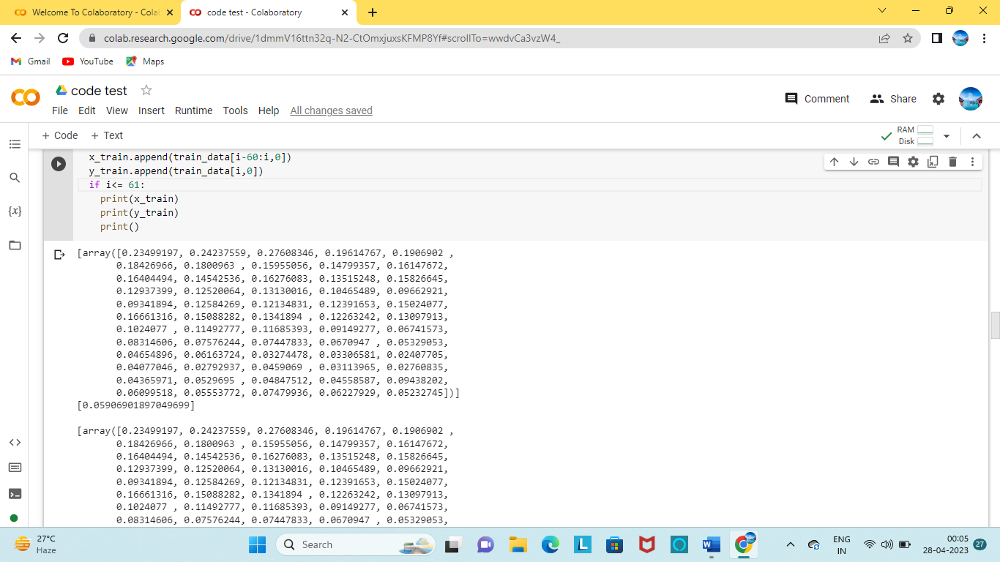 Welcome To Colaboratory - Cola
code test - Colaboratory
colab.research.google.com/drive/1dmmV16ttn32q-N2-CtOmxjuxsKFMP8Yf#scrollTo=wwdvCa3vzW4_
Gmail YouTube Maps
code test
Comment Share
File Edit View Insert Runtime Tools Help All changes saved
+ Code + Text
RAM
Disk
x_train.append(train_data[i-60:i,0])
y_train.append(train_data[i,0])
if i<= 61:
print(x_train)
print(y_train)
print()
{x}
[array([0.23499197, 0.24237559, 0.27608346, 0.19614767, 0.1906902 ,
0.18426966, 0.1800963 , 0.15955056, 0.14799357, 0.16147672,
0.16404494, 0.14542536, 0.16276083, 0.13515248, 0.15826645,
0.12937399, 0.12520064, 0.13130016, 0.10465489, 0.09662921,
0.09341894, 0.12584269, 0.12134831, 0.12391653, 0.15024077,
0.16661316, 0.15088282, 0.1341894 , 0.12263242, 0.13097913,
0.1024077 , 0.11492777, 0.11685393, 0.09149277, 0.06741573,
0.08314606, 0.07576244, 0.07447833, 0.0670947 , 0.05329053,
0.04654896, 0.06163724, 0.03274478, 0.03306581, 0.02407705,
0.04077046, 0.02792937, 0.0459069 , 0.03113965, 0.02760835,
0.04365971, 0.0529695 , 0.04847512, 0.04558587, 0.09438202,
0.06099518, 0.05553772, 0.07479936, 0.06227929, 0.05232745])]
[0.05906901897049699]
[array([0.23499197, 0.24237559, 0.27608346, 0.19614767, 0.1906902 ,
0.18426966, 0.1800963 , 0.15955056, 0.14799357, 0.16147672,
0.16404494, 0.14542536, 0.16276083, 0.13515248, 0.15826645,
0.12937399, 0.12520064, 0.13130016, 0.10465489, 0.09662921,
0.09341894, 0.12584269, 0.12134831, 0.12391653, 0.15024077,
0.16661316, 0.15088282, 0.1341894 , 0.12263242, 0.13097913,
0.1024077 , 0.11492777, 0.11685393, 0.09149277, 0.06741573,
0.08314606, 0.07576244, 0.07447833, 0.0670947 , 0.05329053,
27°C
Haze
Search
L
W
ENG
IN
00:05
28-04-2023
27